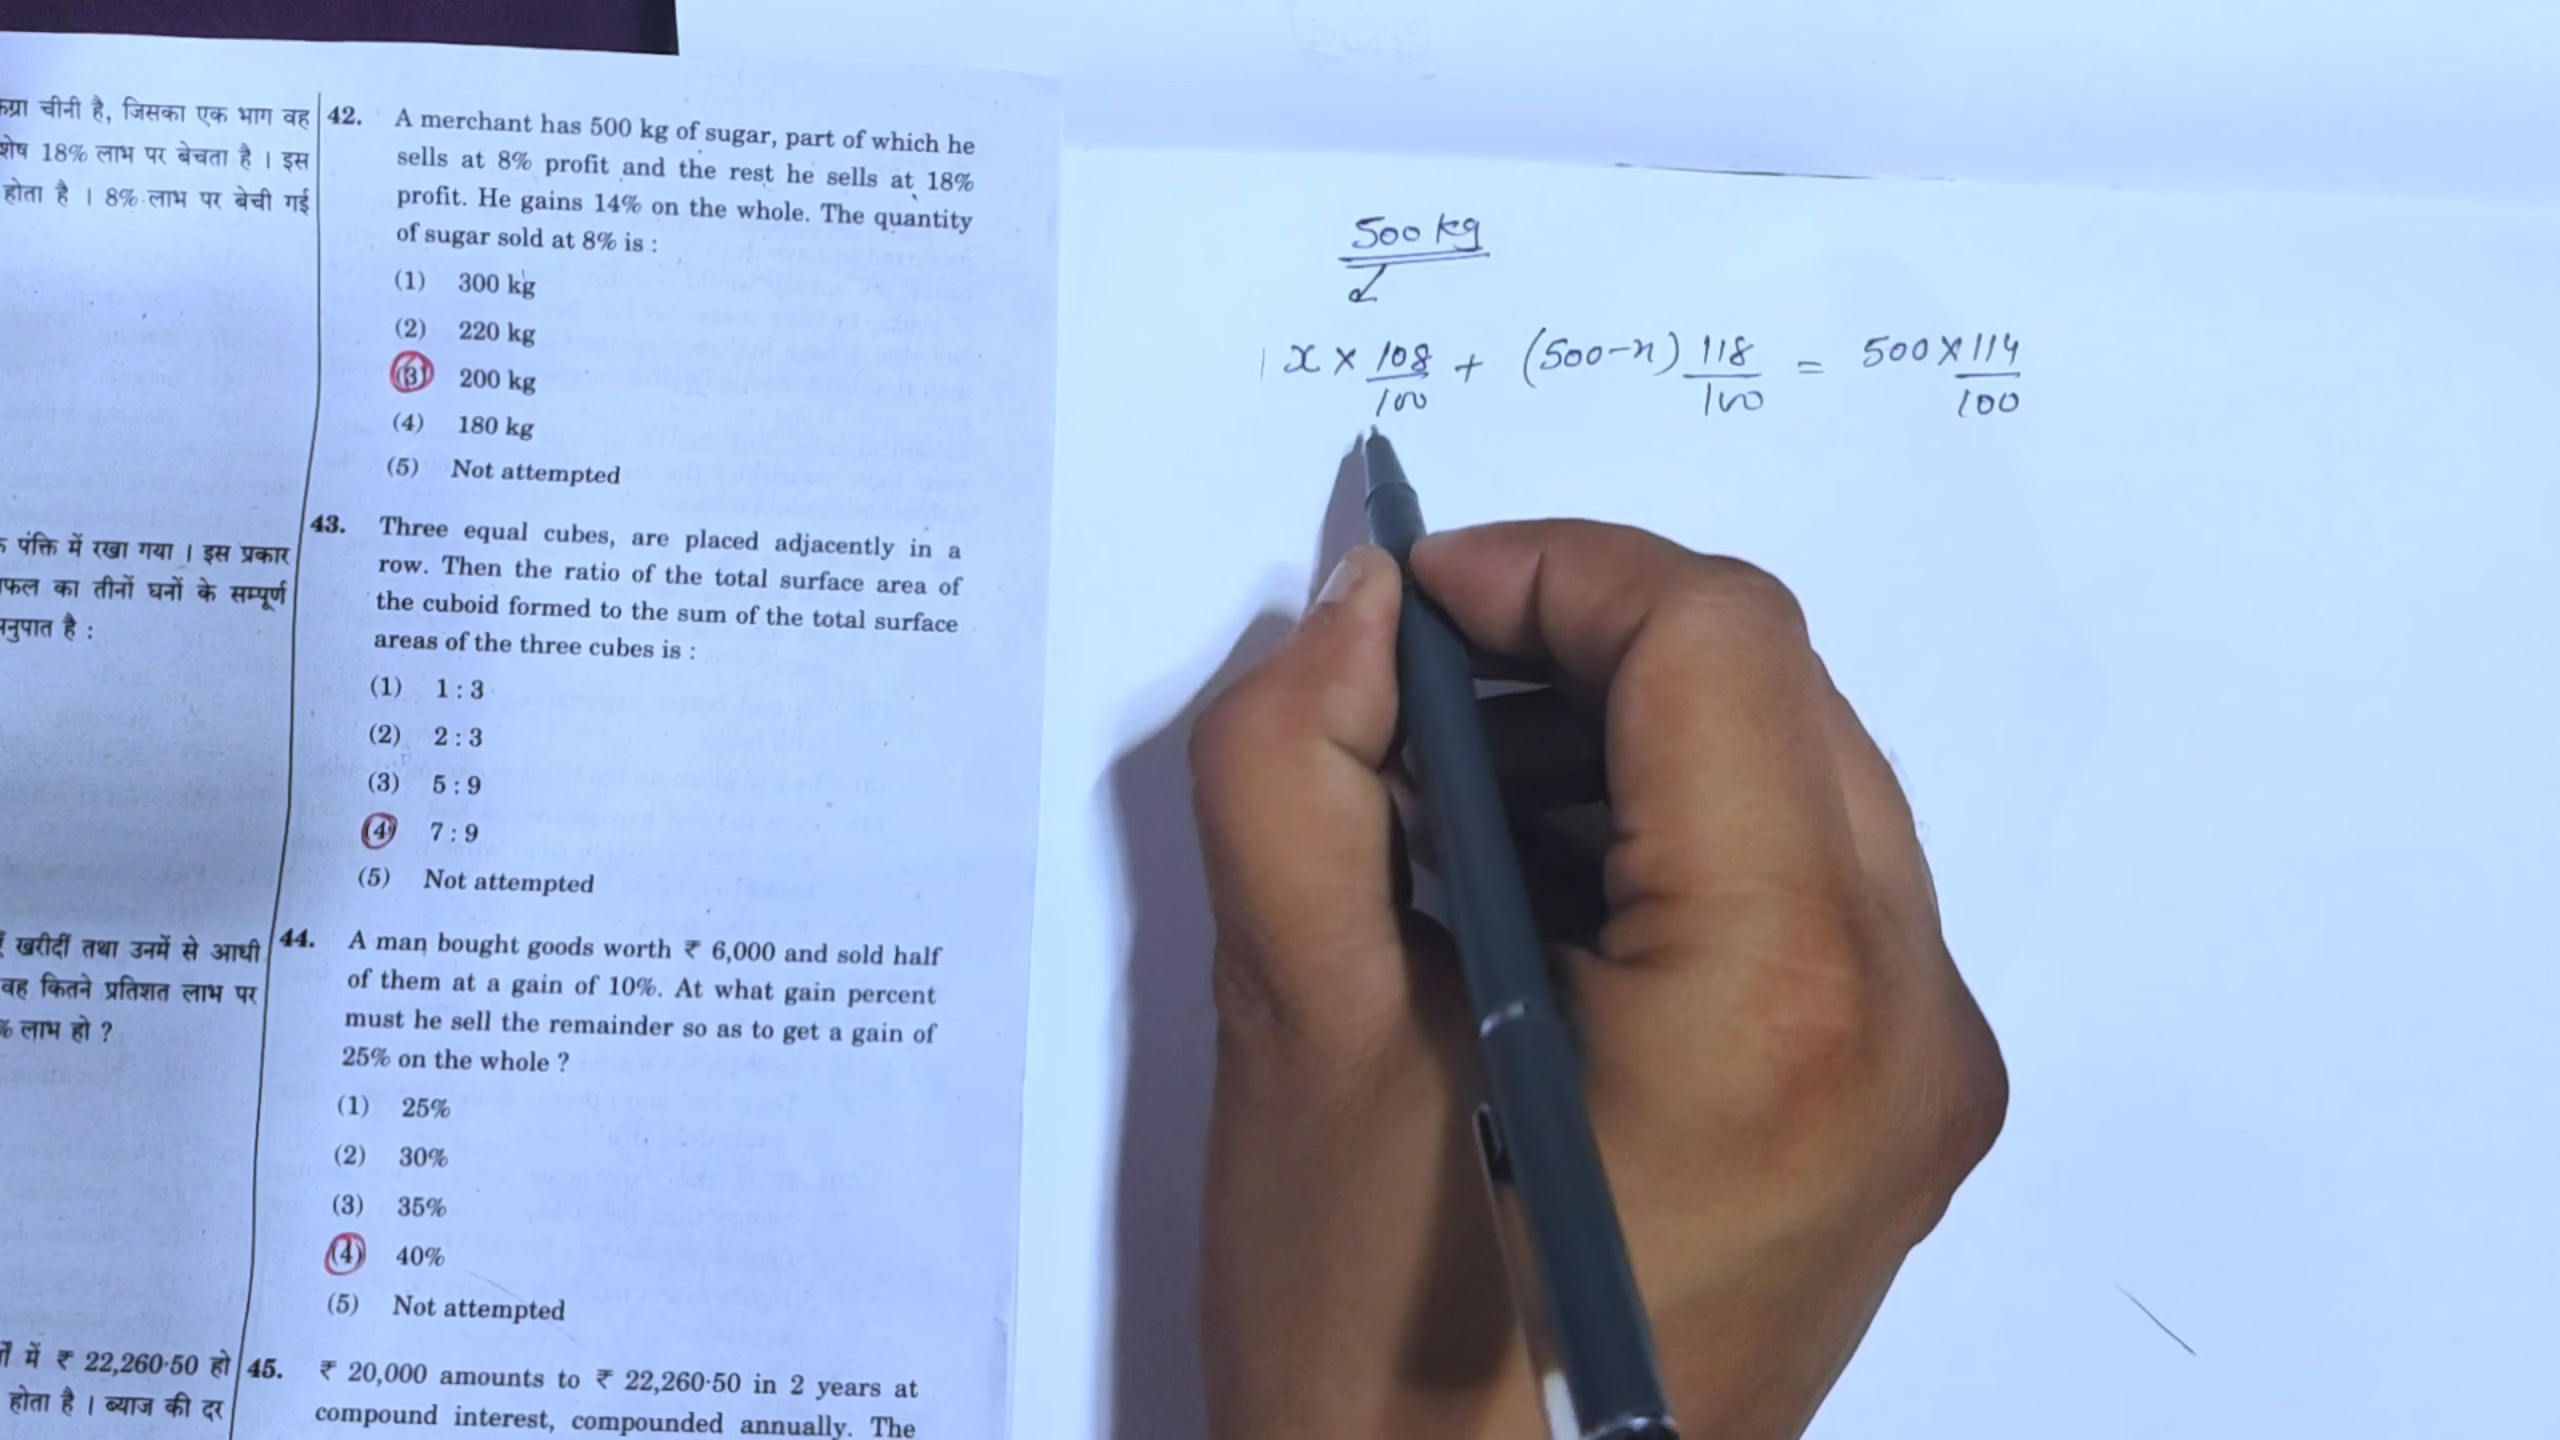 चीनी है, जिसका एक भाग वह
शेष 18% लाभ पर बेचता है । इस
होता है । 8% लाभ पर बेची गई
पंक्ति में रखा गया । इस प्रकार
का तीनों घनों के सम्पूर्ण
है :
खरीदीं तथा उनमें से आधी
वह कितने प्रतिशत लाभ पर
% लाभ हो ?
में ₹ 22,260·50 हो
होता है । ब्याज की दर
42. A merchant has 500 kg of sugar, part of which he
sells at 8% profit and the rest he sells at 18%
profit. He gains 14% on the whole. The quantity
of sugar sold at 8% is :
(1) 300 kg
(2) 220 kg
(3) 200 kg
(4) 180 kg
(5) Not attempted
43. Three equal cubes, are placed adjacently in a
row. Then the ratio of the total surface area of
the cuboid formed to the sum of the total surface
areas of the three cubes is :
(1) 1 : 3
(2) 2 : 3
(3) 5 : 9
(4) 7 : 9
(5) Not attempted
44. A man bought goods worth ₹ 6,000 and sold half
of them at a gain of 10%. At what gain percent
must he sell the remainder so as to get a gain of
25% on the whole ?
(1) 25%
(2) 30%
(3) 35%
(4) 40%
(5) Not attempted
45. ₹ 20,000 amounts to ₹ 22,260·50 in 2 years at
compound interest, compounded annually. The
500 kg
x × 108/100 + (500-x) 118/100 = 500 × 114/100